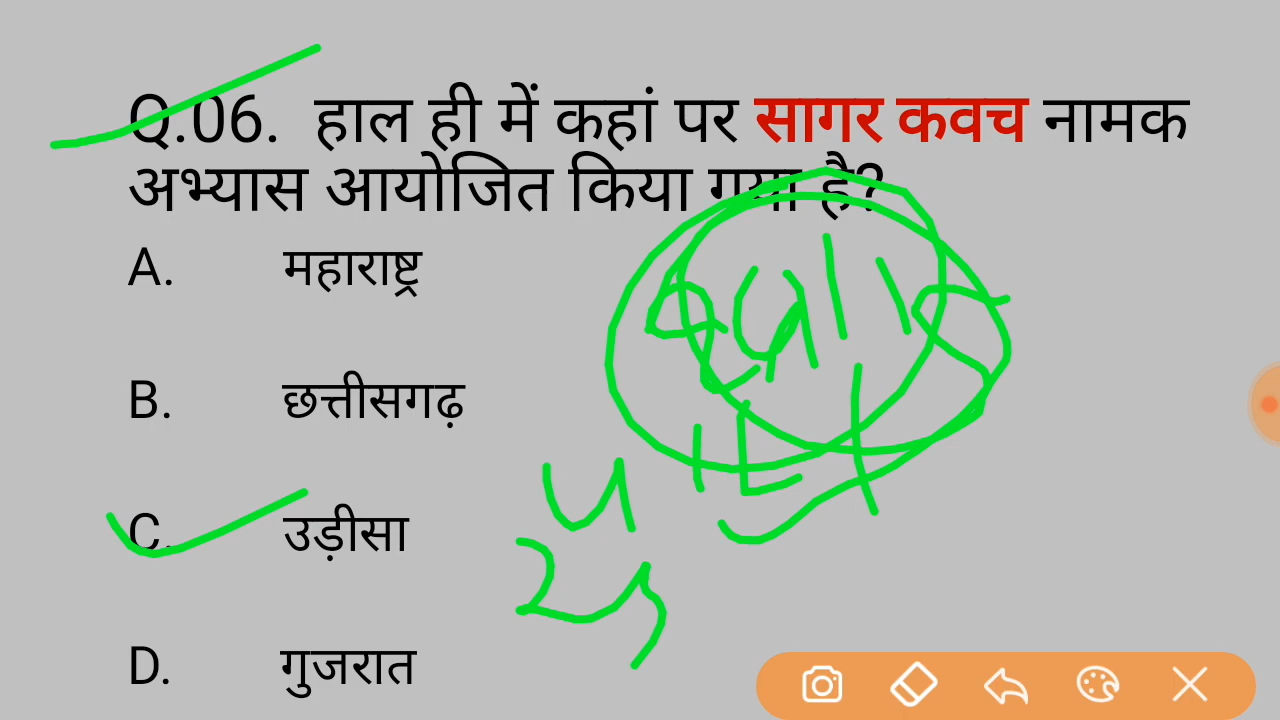 Q.06. हाल ही में कहां पर सागर कवच नामक
अभ्यास आयोजित किया गया है?
A. महाराष्ट्र
B. छत्तीसगढ़
C. उड़ीसा
D. गुजरात